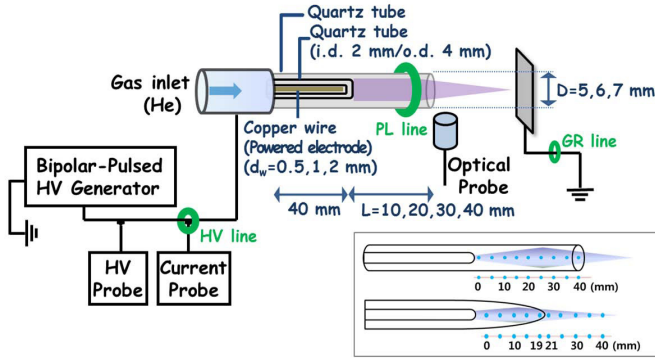 Quartz tube
Quartz tube
(i.d. 2 mm/o.d. 4 mm)
Gas inlet
(He)
D=5,6,7 mm
Copper wire
(Powered electrode)
(dw=0.5,1,2 mm)
PL line
GR line
Optical
Probe
Bipolar-Pulsed
HV Generator
40 mm
L=10,20,30,40 mm
HV line
HV
Probe
Current
Probe
0 10 20 30 40 (mm)
0 10 19 21 30 40 (mm)